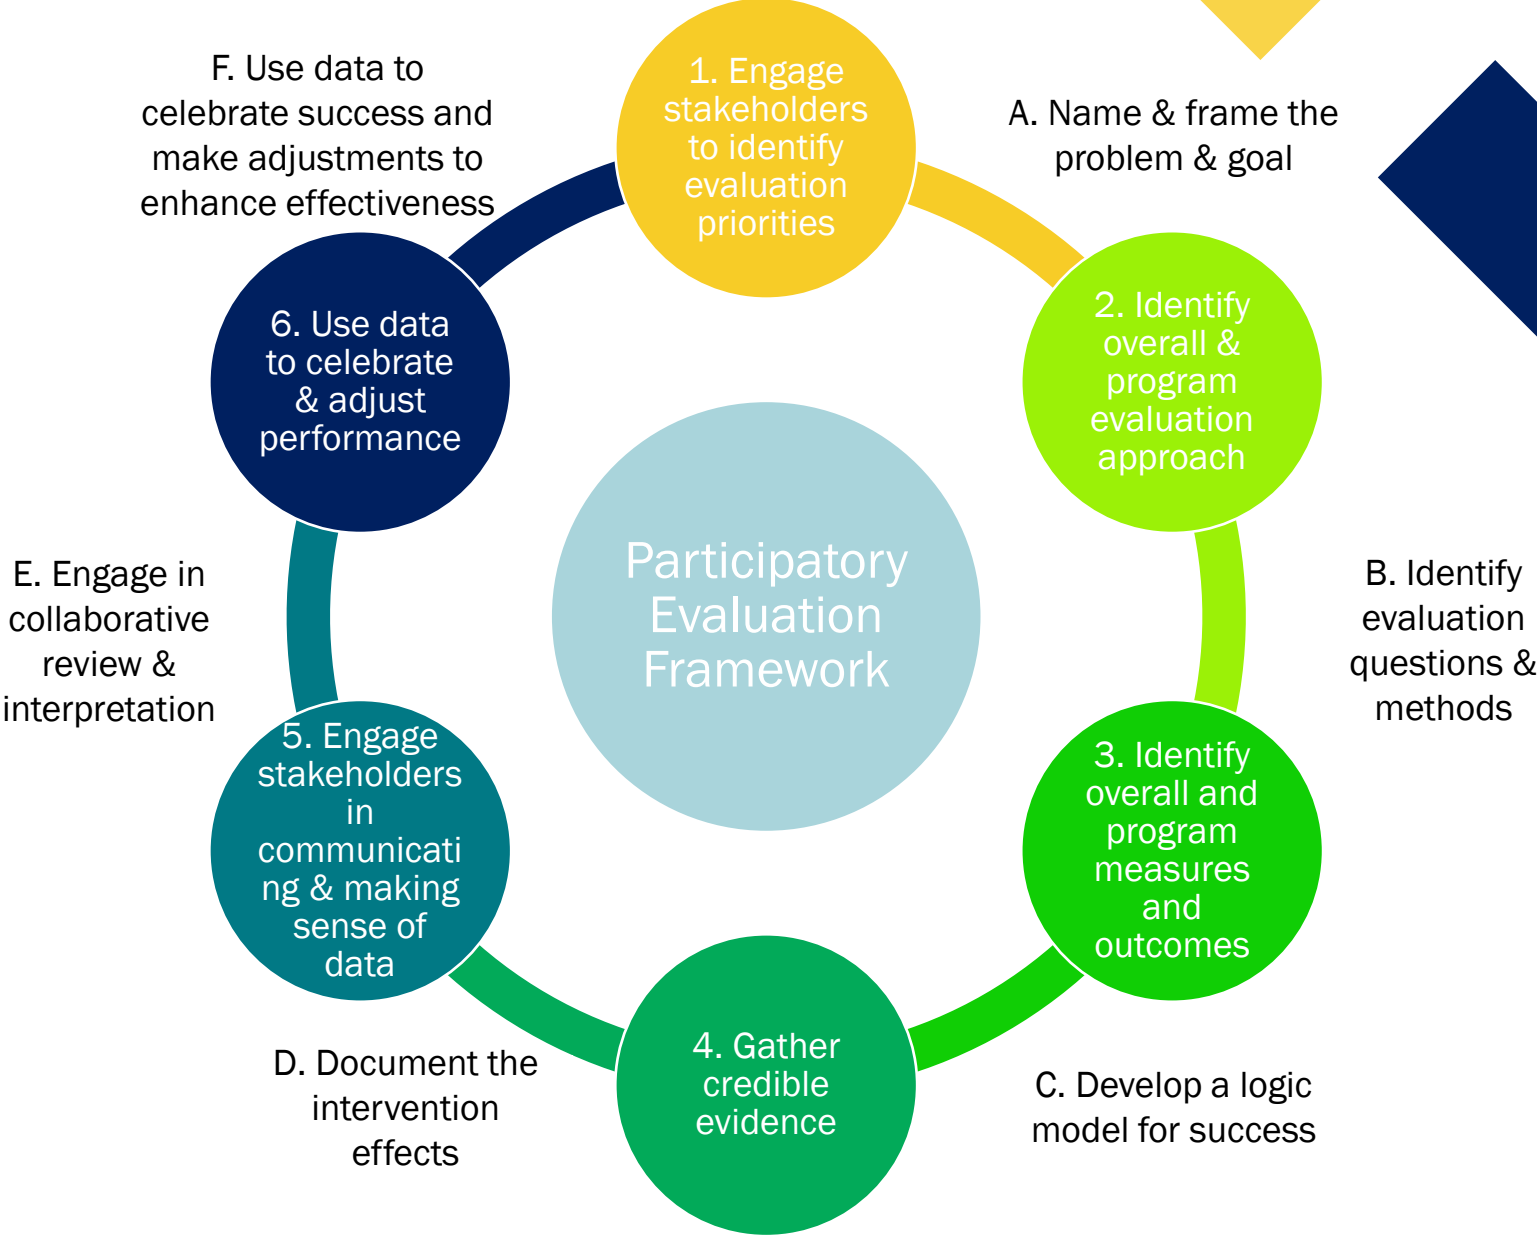 1. Engage
stakeholders
to identify
evaluation
priorities
A. Name & frame the
problem & goal
2. Identify
overall &
program
evaluation
approach
B. Identify
evaluation
questions &
methods
3. Identify
overall and
program
measures
and
outcomes
C. Develop a logic
model for success
4. Gather
credible
evidence
D. Document the
intervention
effects
5. Engage
stakeholders
in
communicati
ng & making
sense of
data
E. Engage in
collaborative
review &
interpretation
6. Use data
to celebrate
& adjust
performance
F. Use data to
celebrate success and
make adjustments to
enhance effectiveness
Participatory
Evaluation
Framework